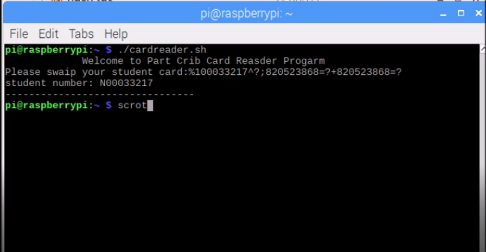 pi@raspberrypi: ~
File Edit Tabs Help
pi@raspberrypi:~ $ ./cardreader.sh
Welcome to Part Crib Card Reasder Progarm
Please swaip your student card:%100033217^?;820523868=?+820523868=?
student number: N00033217
--------------------------------
pi@raspberrypi:~ $ scrot